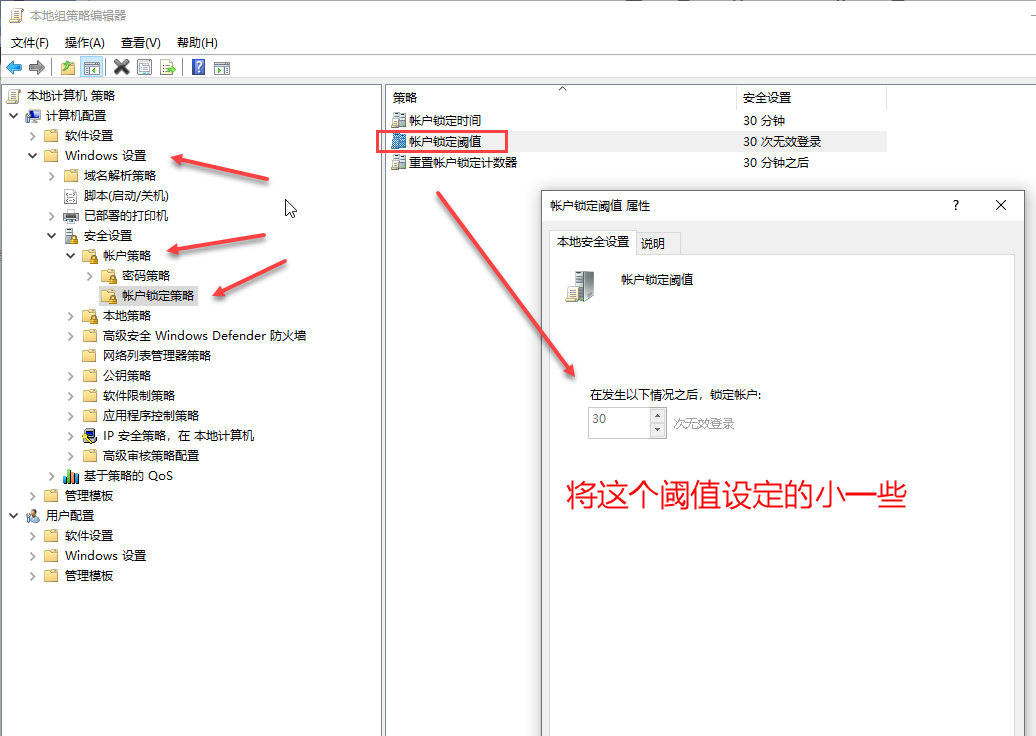 本地组策略编辑器
文件(F) 操作(A) 查看(V) 帮助(H)
本地计算机 策略
计算机配置
软件设置
Windows 设置
域名解析策略
脚本(启动/关机)
已部署的打印机
安全设置
帐户策略
密码策略
帐户锁定策略
本地策略
高级安全 Windows Defender 防火墙
网络列表管理器策略
公钥策略
软件限制策略
应用程序控制策略
IP 安全策略，在 本地计算机
高级审核策略配置
基于策略的 QoS
管理模板
用户配置
软件设置
Windows 设置
管理模板
策略 安全设置
帐户锁定时间 30 分钟
帐户锁定阈值 30 次无效登录
重置帐户锁定计数器 30 分钟之后
帐户锁定阈值 属性
本地安全设置 说明
帐户锁定阈值
在发生以下情况之后，锁定帐户:
30 次无效登录
将这个阈值设定的小一些